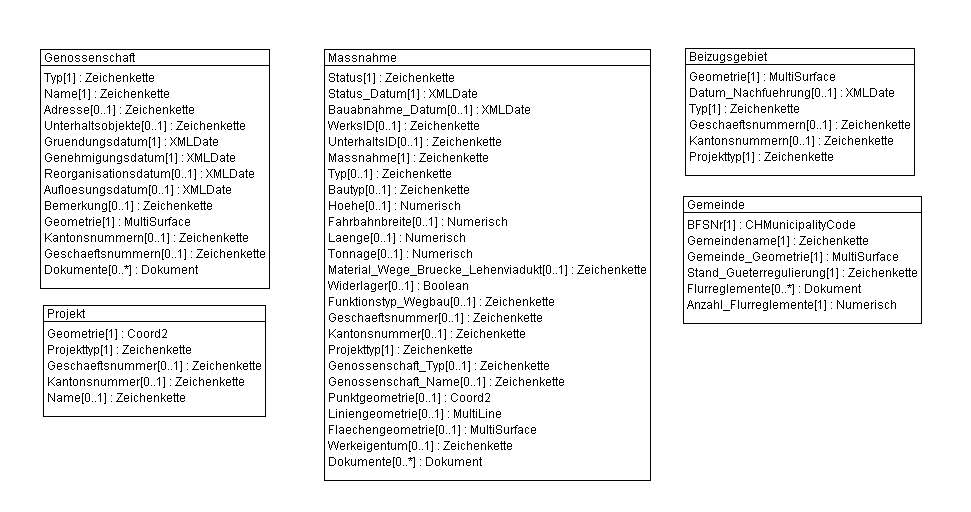 Genossenschaft
Typ[1] : Zeichenkette
Name[1] : Zeichenkette
Adresse[0..1] : Zeichenkette
Unterhaltsobjekte[0..1] : Zeichenkette
Gruendungsdatum[1] : XMLDate
Genehmigungsdatum[1] : XMLDate
Reorganisationsdatum[0..1] : XMLDate
Aufloesungsdatum[0..1] : XMLDate
Bemerkung[0..1] : Zeichenkette
Geometrie[1] : MultiSurface
Kantonsnummern[0..1] : Zeichenkette
Geschaeftsnummern[0..1] : Zeichenkette
Dokumente[0..*] : Dokument
Projekt
Geometrie[1] : Coord2
Projekttyp[1] : Zeichenkette
Geschaeftsnummer[0..1] : Zeichenkette
Kantonsnummer[0..1] : Zeichenkette
Name[0..1] : Zeichenkette
Massnahme
Status[1] : Zeichenkette
Status_Datum[1] : XMLDate
Bauabnahme_Datum[0..1] : XMLDate
WerksID[0..1] : Zeichenkette
UnterhaltsID[0..1] : Zeichenkette
Massnahme[1] : Zeichenkette
Typ[0..1] : Zeichenkette
Bautyp[0..1] : Zeichenkette
Hoehe[0..1] : Numerisch
Fahrbahnbreite[0..1] : Numerisch
Laenge[0..1] : Numerisch
Tonnage[0..1] : Numerisch
Material_Wege_Bruecke_Lehenviadukt[0..1] : Zeichenkette
Widerlager[0..1] : Boolean
Funktionstyp_Wegbau[0..1] : Zeichenkette
Geschaeftsnummer[0..1] : Zeichenkette
Kantonsnummer[0..1] : Zeichenkette
Projekttyp[1] : Zeichenkette
Genossenschaft_Typ[0..1] : Zeichenkette
Genossenschaft_Name[0..1] : Zeichenkette
Punktgeometrie[0..1] : Coord2
Liniengeometrie[0..1] : MultiLine
Flaechengeometrie[0..1] : MultiSurface
Werkeigentum[0..1] : Zeichenkette
Dokumente[0..*] : Dokument
Beizugsgebiet
Geometrie[1] : MultiSurface
Datum_Nachfuehrung[0..1] : XMLDate
Typ[1] : Zeichenkette
Geschaeftsnummern[0..1] : Zeichenkette
Kantonsnummern[0..1] : Zeichenkette
Projekttyp[1] : Zeichenkette
Gemeinde
BFSNr[1] : CHMunicipalityCode
Gemeindename[1] : Zeichenkette
Gemeinde_Geometrie[1] : MultiSurface
Stand_Gueterregulierung[1] : Zeichenkette
Flurreglemente[0..*] : Dokument
Anzahl_Flurreglemente[1] : Numerisch